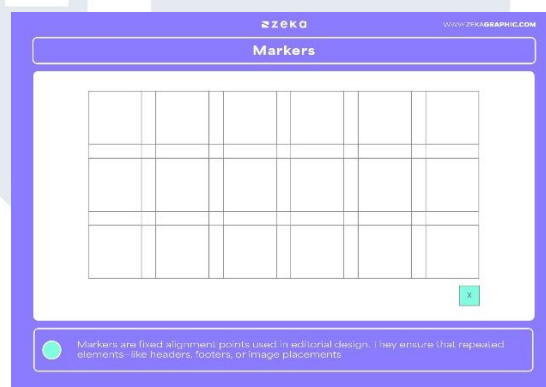 zeka
WWW.ZEKAGRAPHIC.COM
Markers
X
Markers are fixed alignment points used in editorial design. They ensure that repeated
elements—like headers, footers, or image placements